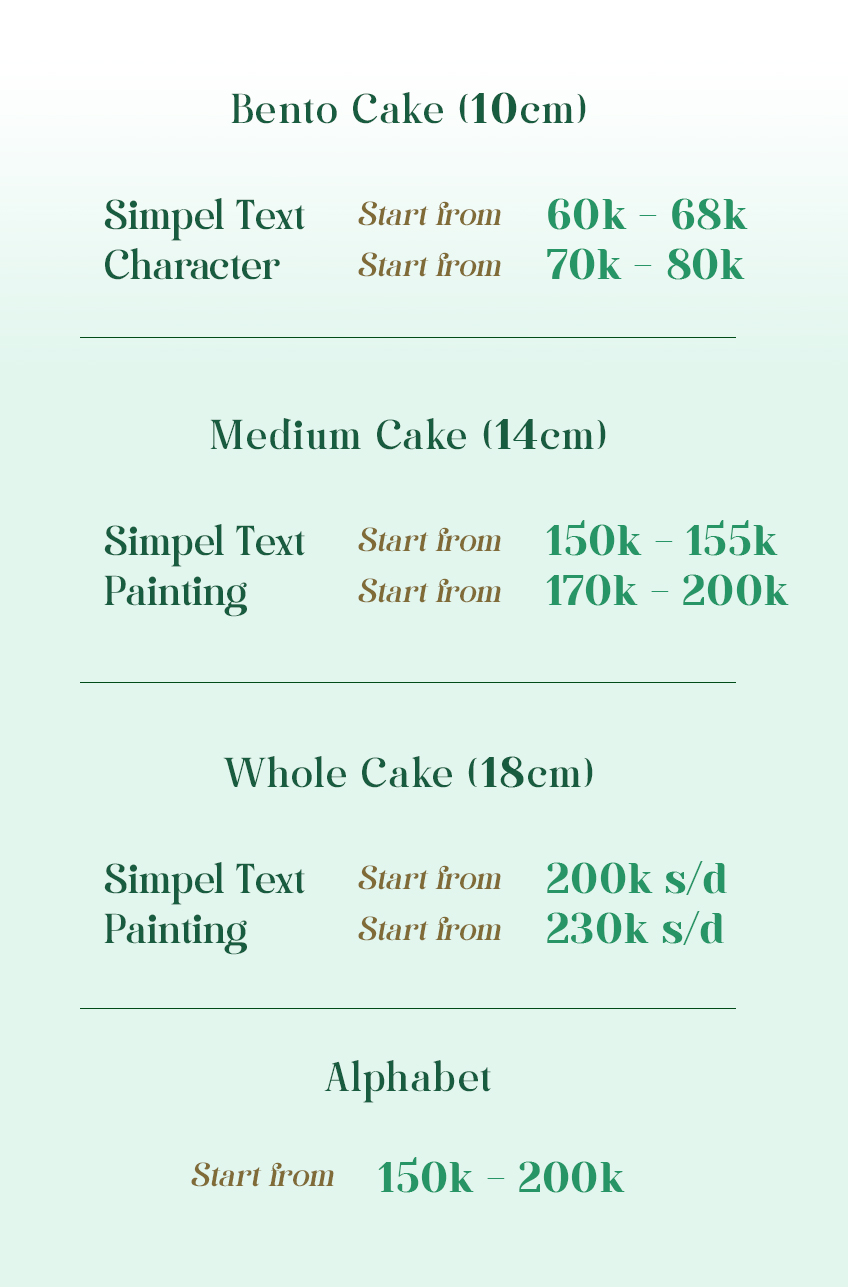 Bento Cake (10cm)
Simpel Text Start from 60k – 68k
Character Start from 70k – 80k
Medium Cake (14cm)
Simpel Text Start from 150k – 155k
Painting Start from 170k – 200k
Whole Cake (18cm)
Simpel Text Start from 200k s/d
Painting Start from 230k s/d
Alphabet
Start from 150k – 200k